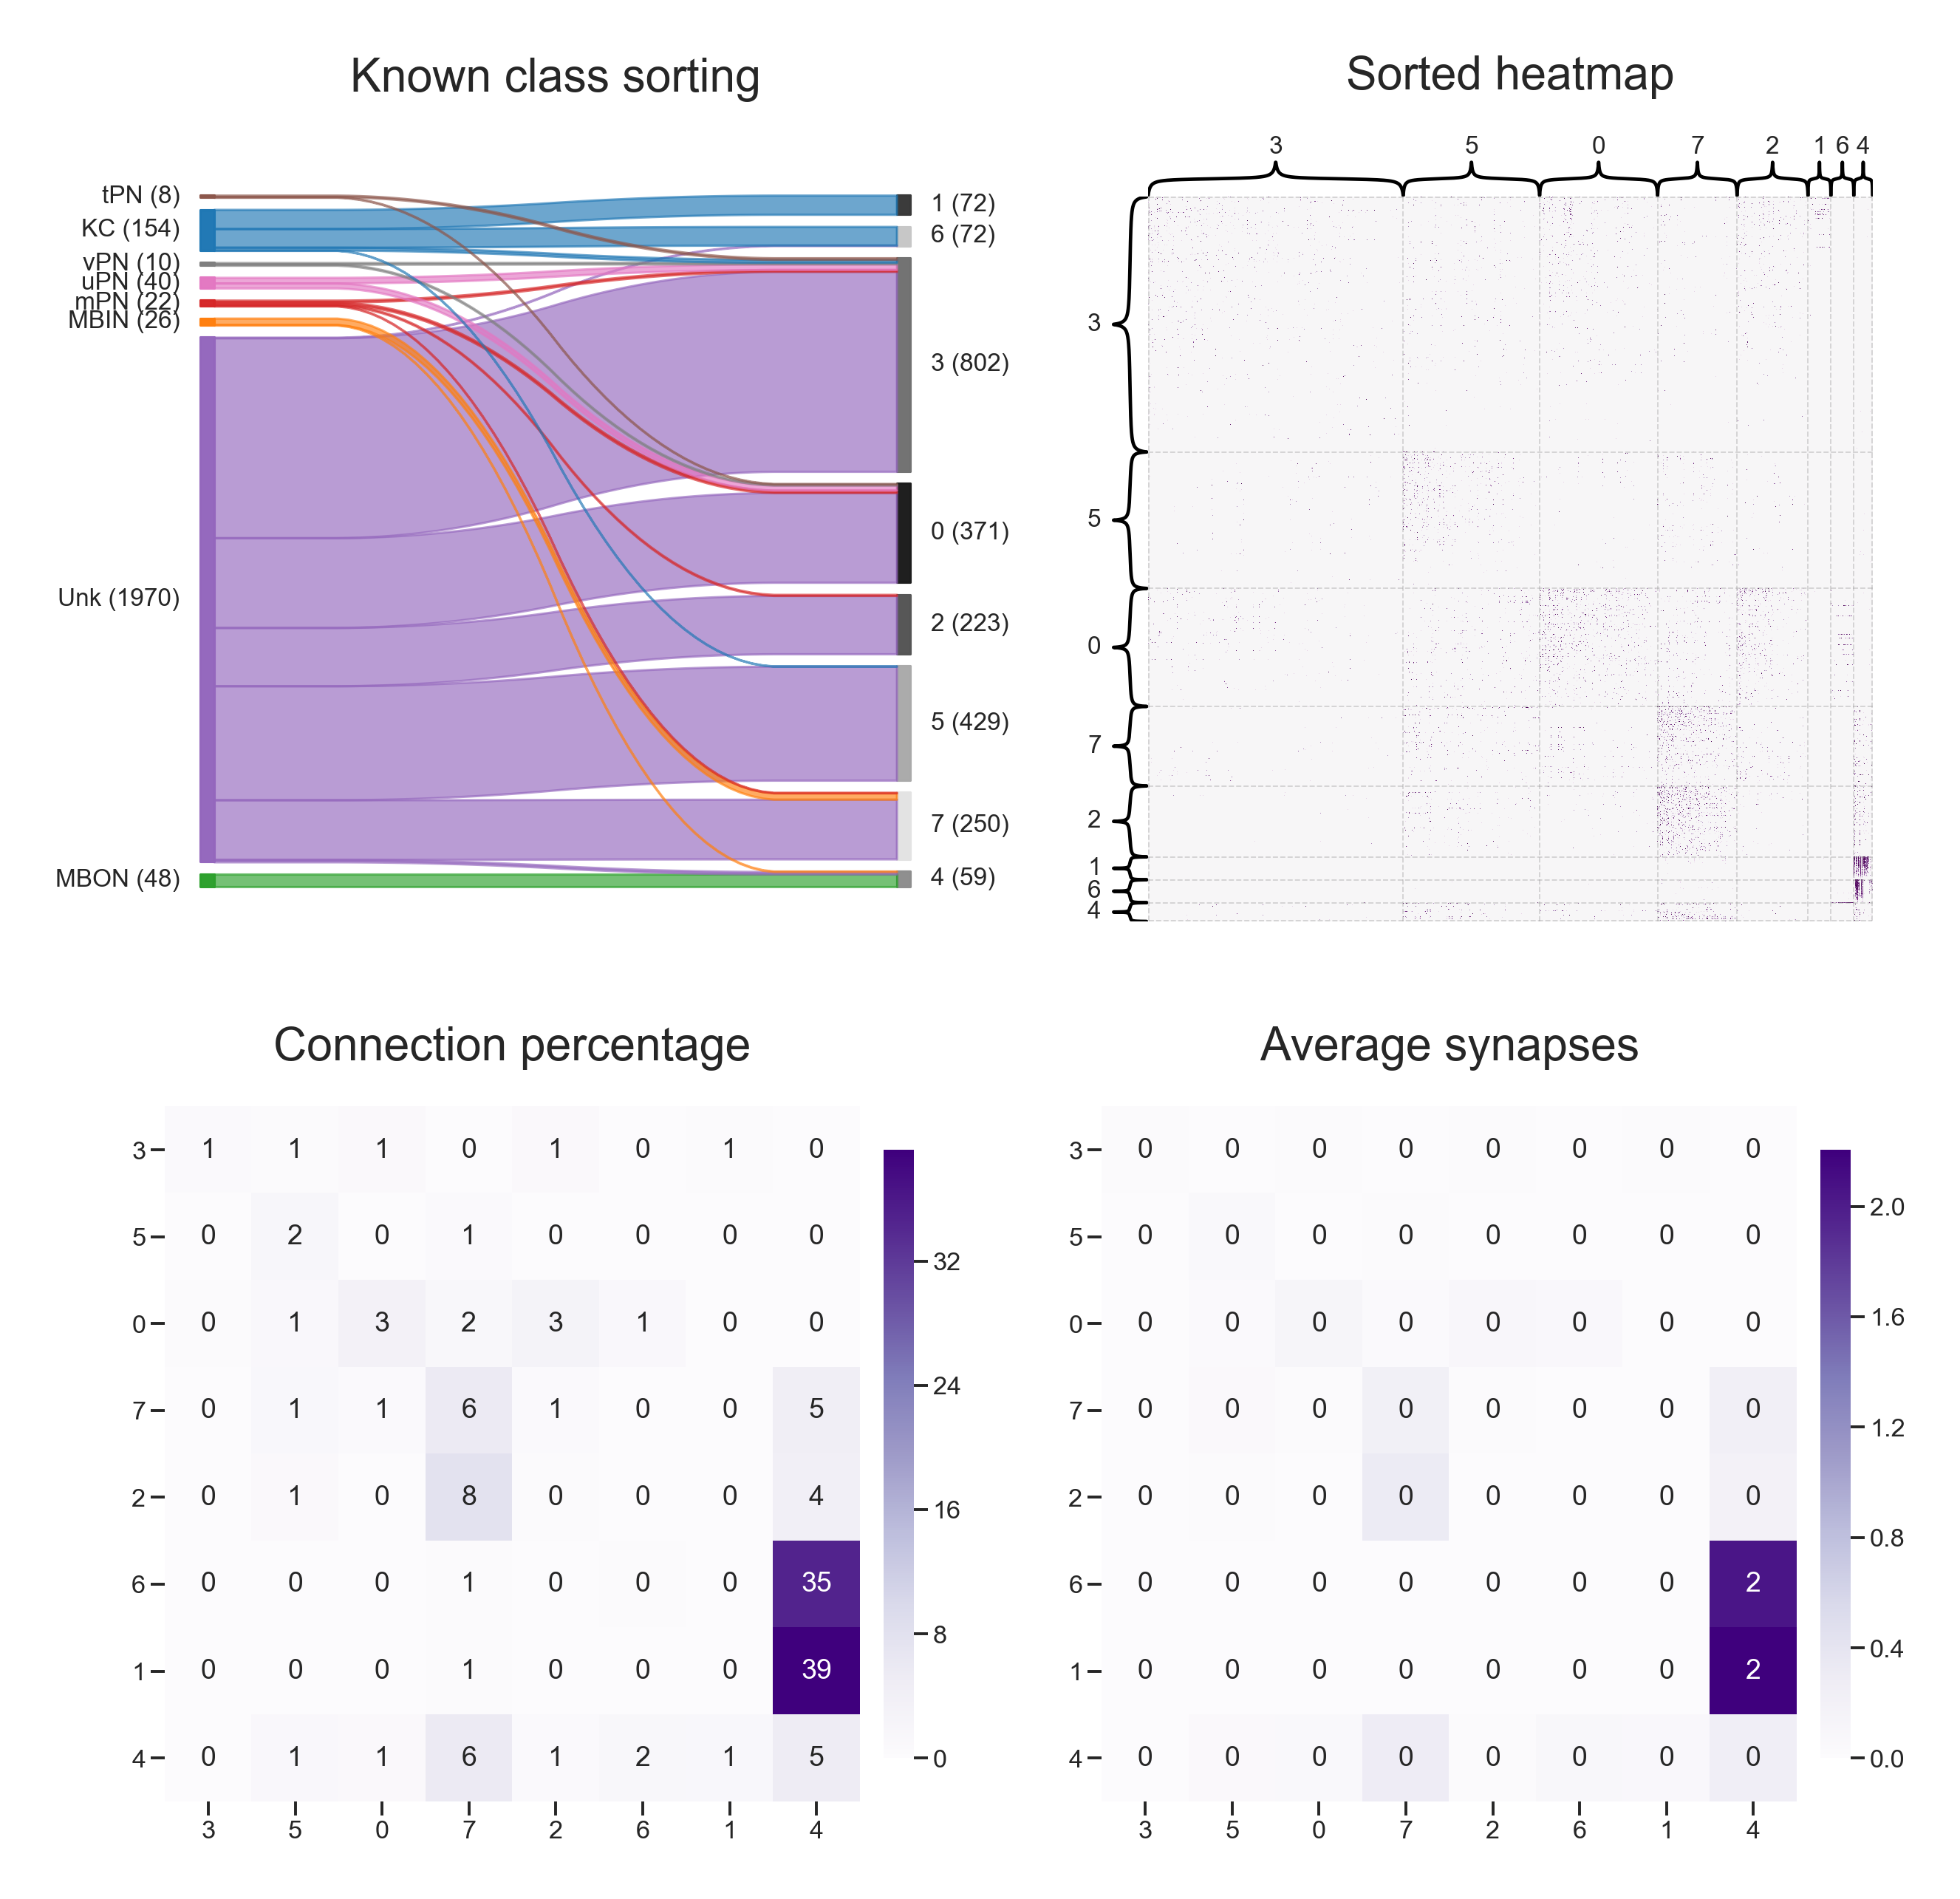 Known class sorting
tPN (8)
KC (154)
vPN (10)
uPN (40)
mPN (22)
MBIN (26)
Unk (1970)
MBON (48)
1 (72)
6 (72)
3 (802)
0 (371)
2 (223)
5 (429)
7 (250)
4 (59)
Sorted heatmap
3 5 0 7 2 1 6 4
3
5
0
7
2
1
6
4
Connection percentage
3 1 1 1 0 1 0 1 0
5 0 2 0 1 0 0 0 0
0 0 1 3 2 3 1 0 0
7 0 1 1 6 1 0 0 5
2 0 1 0 8 0 0 0 4
6 0 0 0 1 0 0 0 35
1 0 0 0 1 0 0 0 39
4 0 1 1 6 1 2 1 5
3 5 0 7 2 6 1 4
32
24
16
8
0
Average synapses
3 0 0 0 0 0 0 0 0
5 0 0 0 0 0 0 0 0
0 0 0 0 0 0 0 0 0
7 0 0 0 0 0 0 0 0
2 0 0 0 0 0 0 0 0
6 0 0 0 0 0 0 0 2
1 0 0 0 0 0 0 0 2
4 0 0 0 0 0 0 0 0
3 5 0 7 2 6 1 4
2.0
1.6
1.2
0.8
0.4
0.0